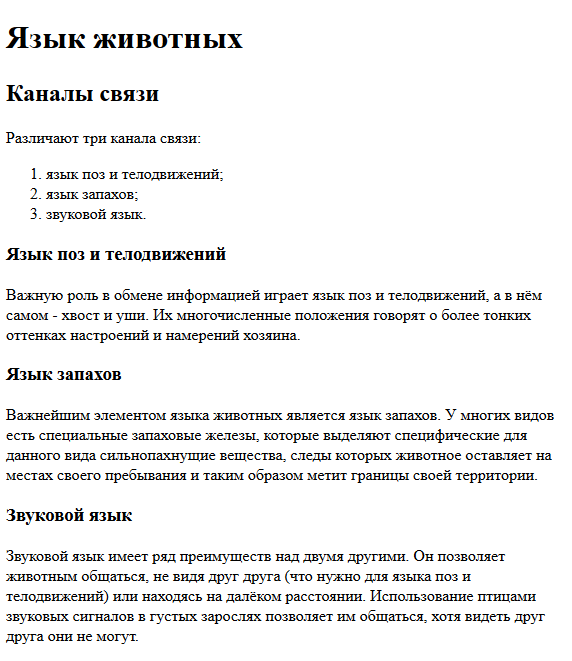 Язык животных
Каналы связи
Различают три канала связи:
1. язык поз и телодвижений;
2. язык запахов;
3. звуковой язык.
Язык поз и телодвижений
Важную роль в обмене информацией играет язык поз и телодвижений, а в нём
самом - хвост и уши. Их многочисленные положения говорят о более тонких
оттенках настроений и намерений хозяина.
Язык запахов
Важнейшим элементом языка животных является язык запахов. У многих видов
есть специальные запаховые железы, которые выделяют специфические для
данного вида сильнопахнущие вещества, следы которых животное оставляет на
местах своего пребывания и таким образом метит границы своей территории.
Звуковой язык
Звуковой язык имеет ряд преимуществ над двумя другими. Он позволяет
животным общаться, не видя друг друга (что нужно для языка поз и
телодвижений) или находясь на далёком расстоянии. Использование птицами
звуковых сигналов в густых зарослях позволяет им общаться, хотя видеть друг
друга они не могут.